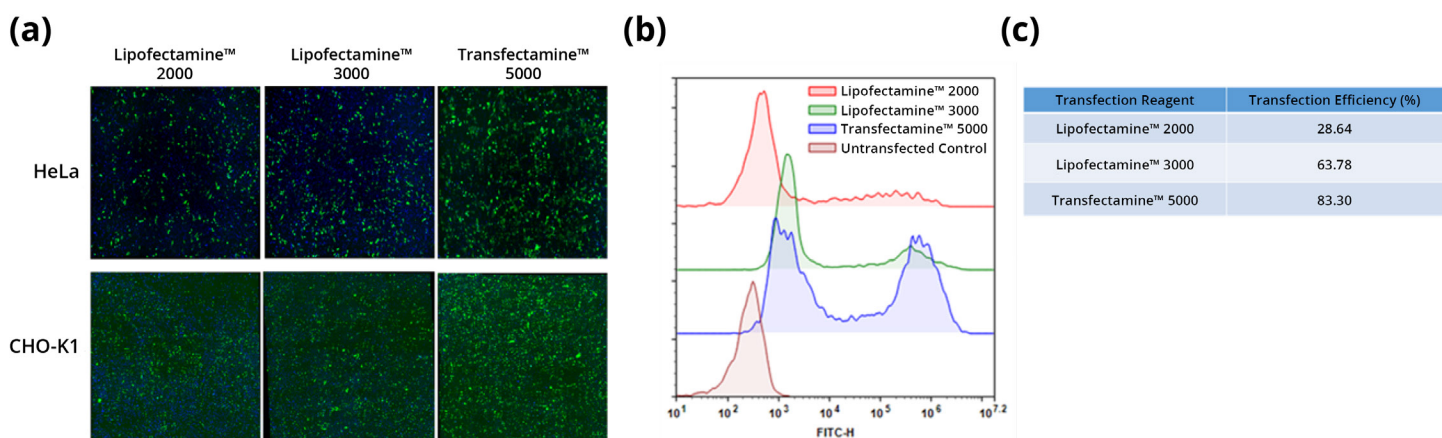 (a)
Lipofectamine™
2000
Lipofectamine™
3000
Transfectamine™
5000
HeLa
CHO-K1
(b)
Lipofectamine™ 2000
Lipofectamine™ 3000
Transfectamine™ 5000
Untransfected Control
10¹ 10² 10³ 10⁴ 10⁵ 10⁶ 10⁷·²
FITC-H
(c)
Transfection Reagent Transfection Efficiency (%)
Lipofectamine™ 2000 28.64
Lipofectamine™ 3000 63.78
Transfectamine™ 5000 83.30